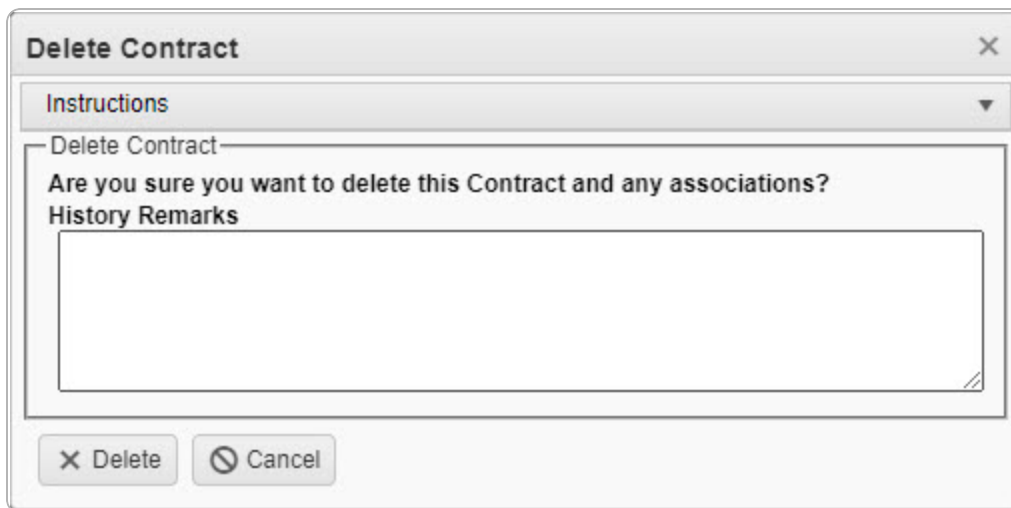 Delete Contract
Instructions
Delete Contract
Are you sure you want to delete this Contract and any associations?
History Remarks
Delete
Cancel